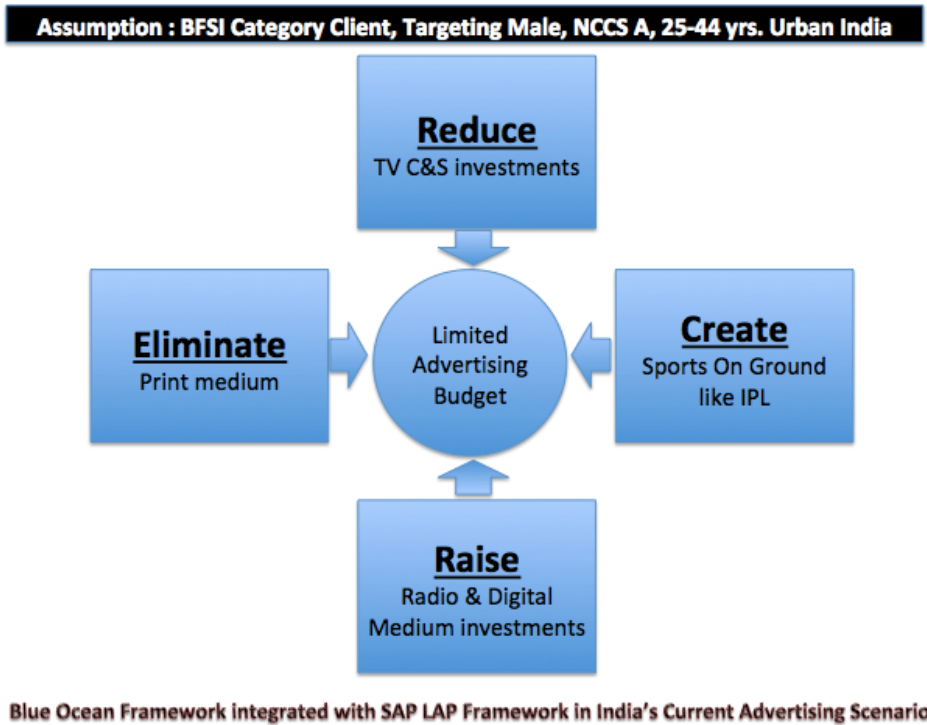 Assumption : BFSI Category Client, Targeting Male, NCCS A, 25-44 yrs. Urban India
Reduce
TV C&S investments
Eliminate
Print medium
Limited
Advertising
Budget
Create
Sports On Ground
like IPL
Raise
Radio & Digital
Medium investments
Blue Ocean Framework integrated with SAP LAP Framework in India's Current Advertising Scenario